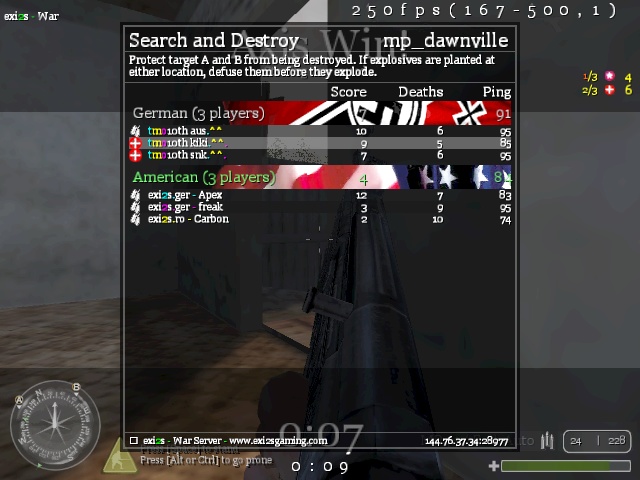 exi2s - War
250fps(167-500,1)
Axis Win!
Search and Destroy mp_dawnville
Protect target A and B from being destroyed. If explosives are planted at
either location, defuse them before they explode.
1/3 4
2/3 6
Score Deaths Ping
German (3 players) 91
tmp10th aus.^^ 10 6 95
tmp10th kiki.^^. 9 5 85
tmp10th snk.^^. 7 6 95
American (3 players) 4 84
exi2s.ger - Apex 12 7 83
exi2s ger - freak 3 9 95
exi2s.ro - Carbon 2 10 74
N
A
B
0:07
24 | 228
exi2s - War Server - www.exi2sgaming.com 144.76.37.34:28977
Press [Alt or Ctrl] to go prone
0:09